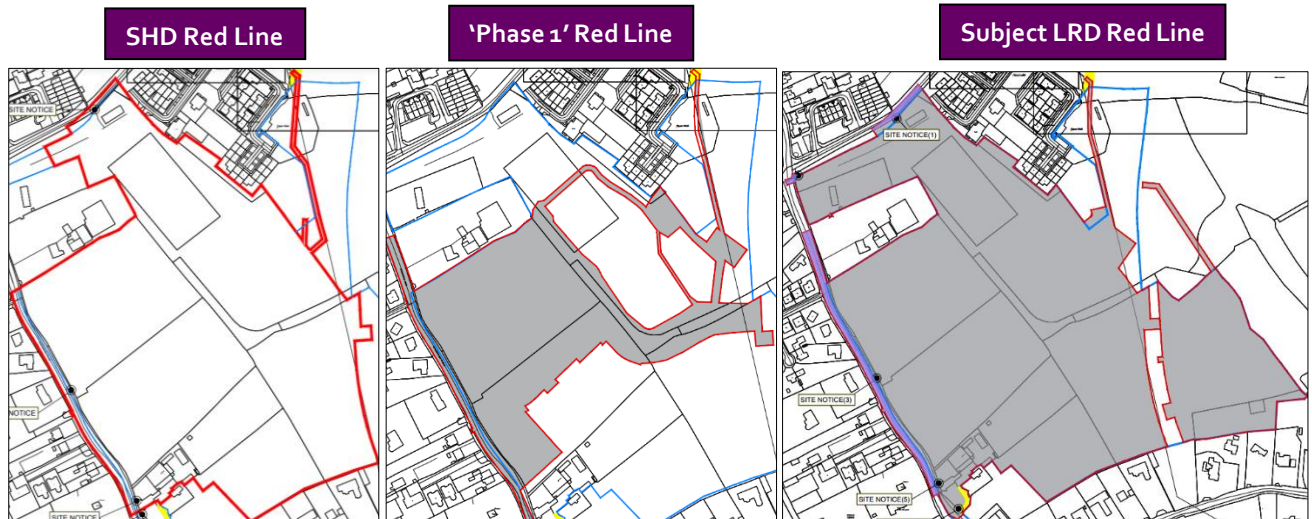 SHD Red Line
‘Phase 1’ Red Line
Subject LRD Red Line
SITE NOTICE
NOTICE
SITE NOTICE
SITE NOTICE(1)
SITE NOTICE(3)
SITE NOTICE(5)